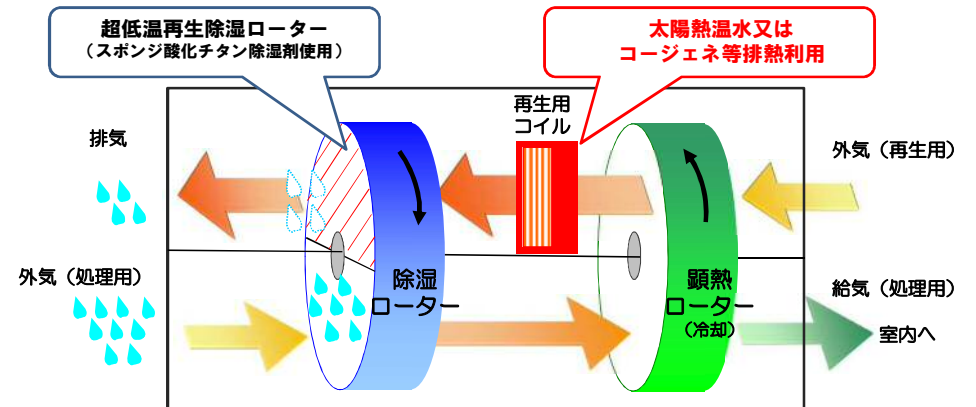 超低温再生除湿ローター
（スポンジ酸化チタン除湿剤使用）
太陽熱温水又は
コージェネ等排熱利用
再生用
コイル
排気
外気（再生用）
外気（処理用）
除湿
ローター
顕熱
ローター
（冷却）
給気（処理用）
室内へ